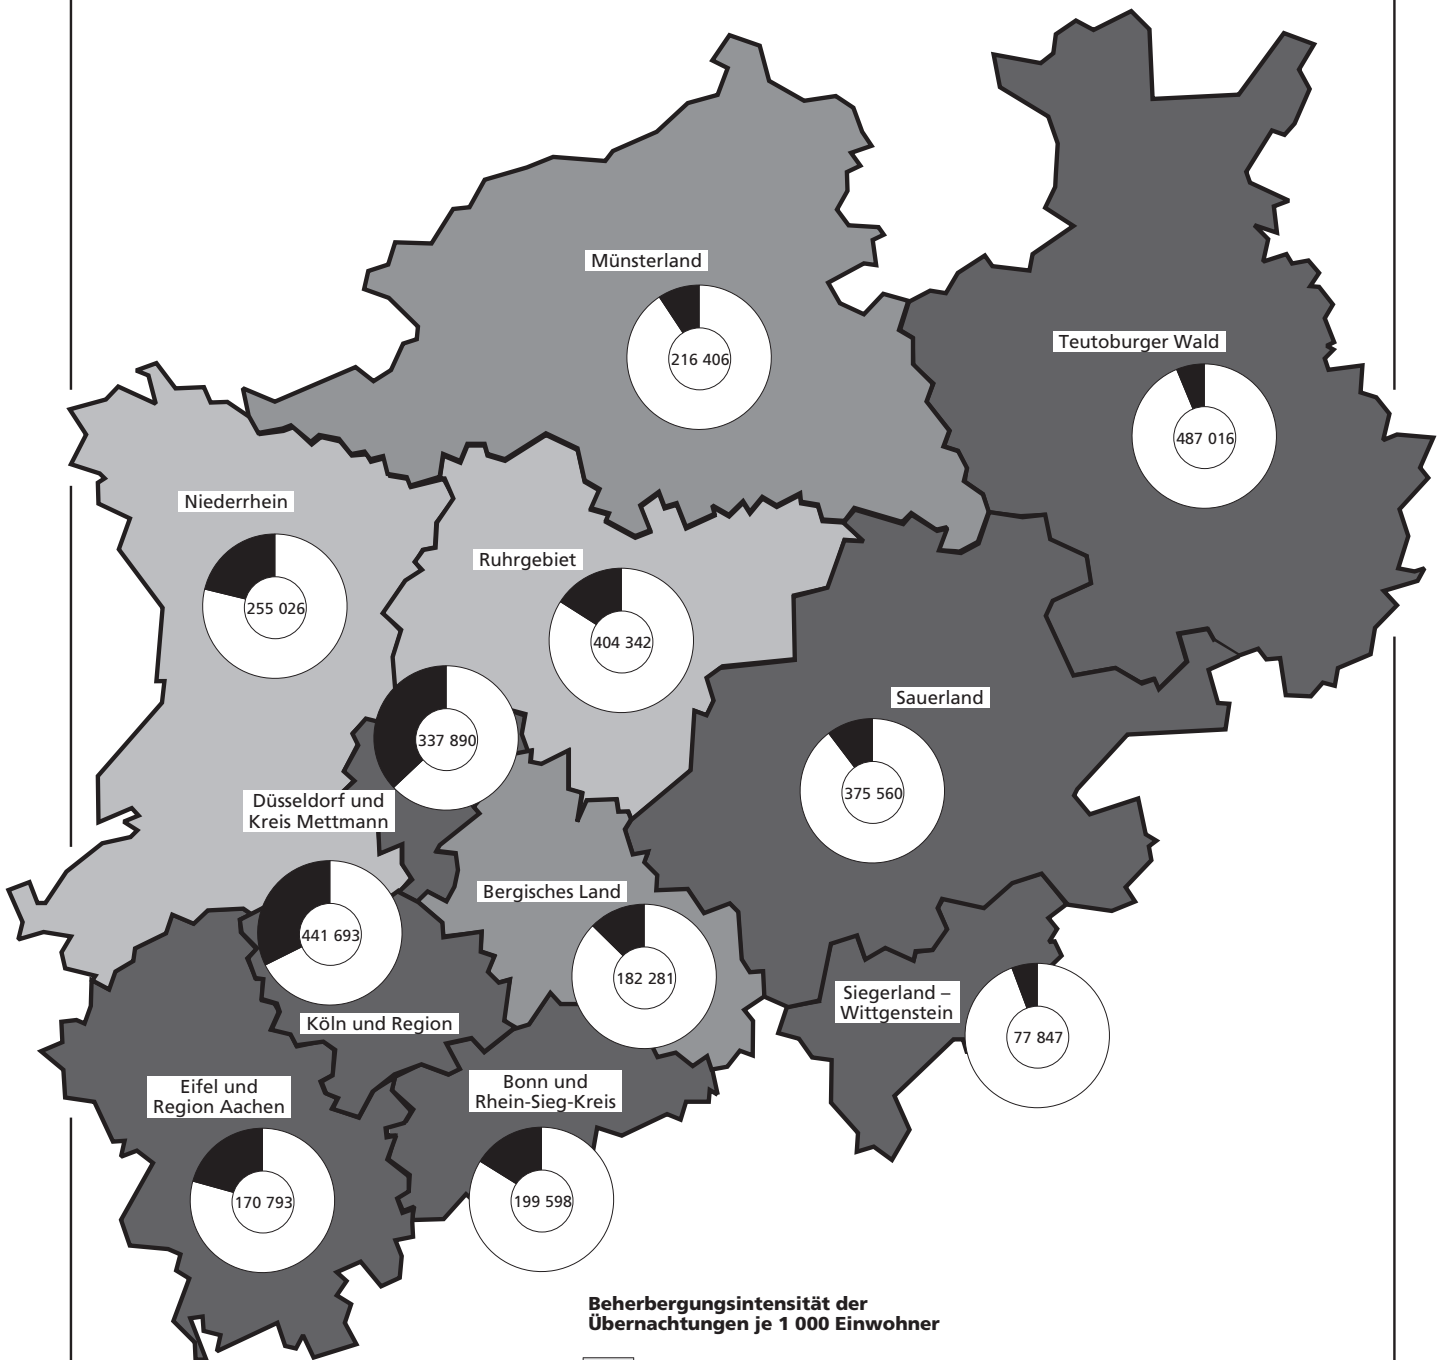 Münsterland
216 406
Teutoburger Wald
487 016
Niederrhein
255 026
Ruhrgebiet
404 342
Sauerland
375 560
337 890
Düsseldorf und
Kreis Mettmann
Bergisches Land
182 281
441 693
Köln und Region
Siegerland –
Wittgenstein
77 847
Eifel und
Region Aachen
170 793
Bonn und
Rhein-Sieg-Kreis
199 598
Beherbergungsintensität der
Übernachtungen je 1 000 Einwohner